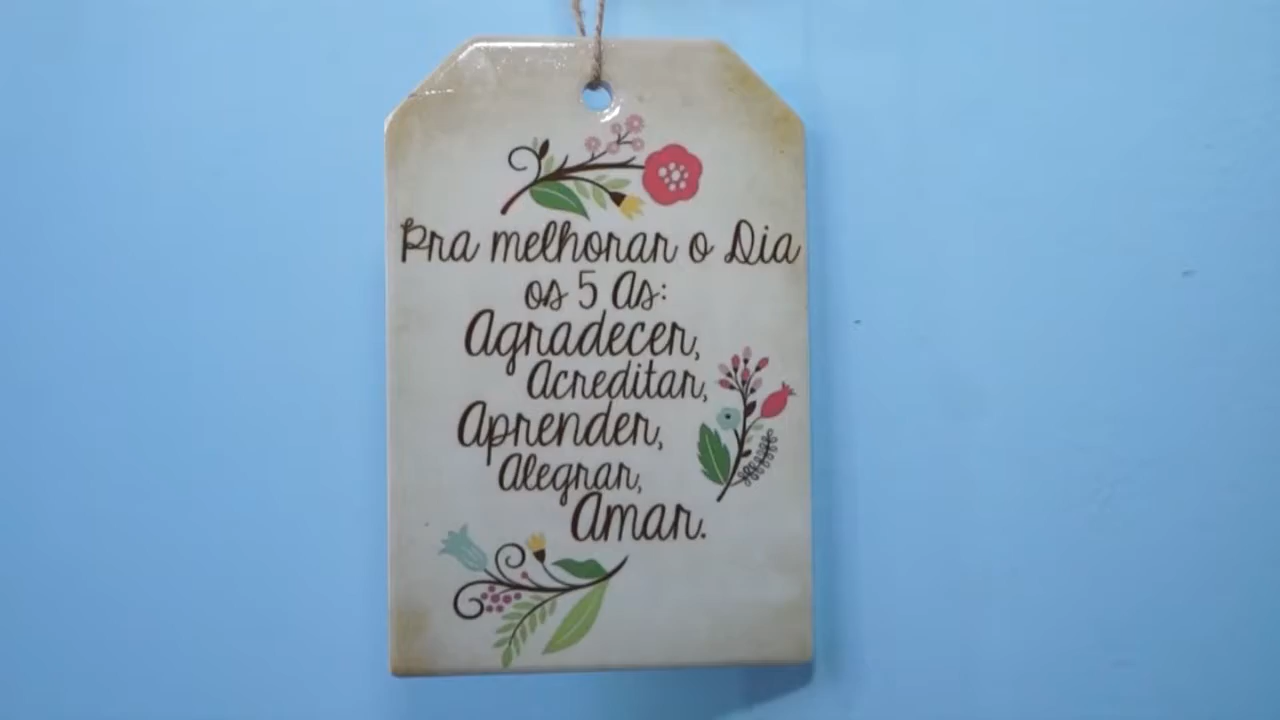 Pra melhorar o Dia
os 5 As:
Agradecer,
Acreditar,
Aprender,
Alegrar,
Amar.